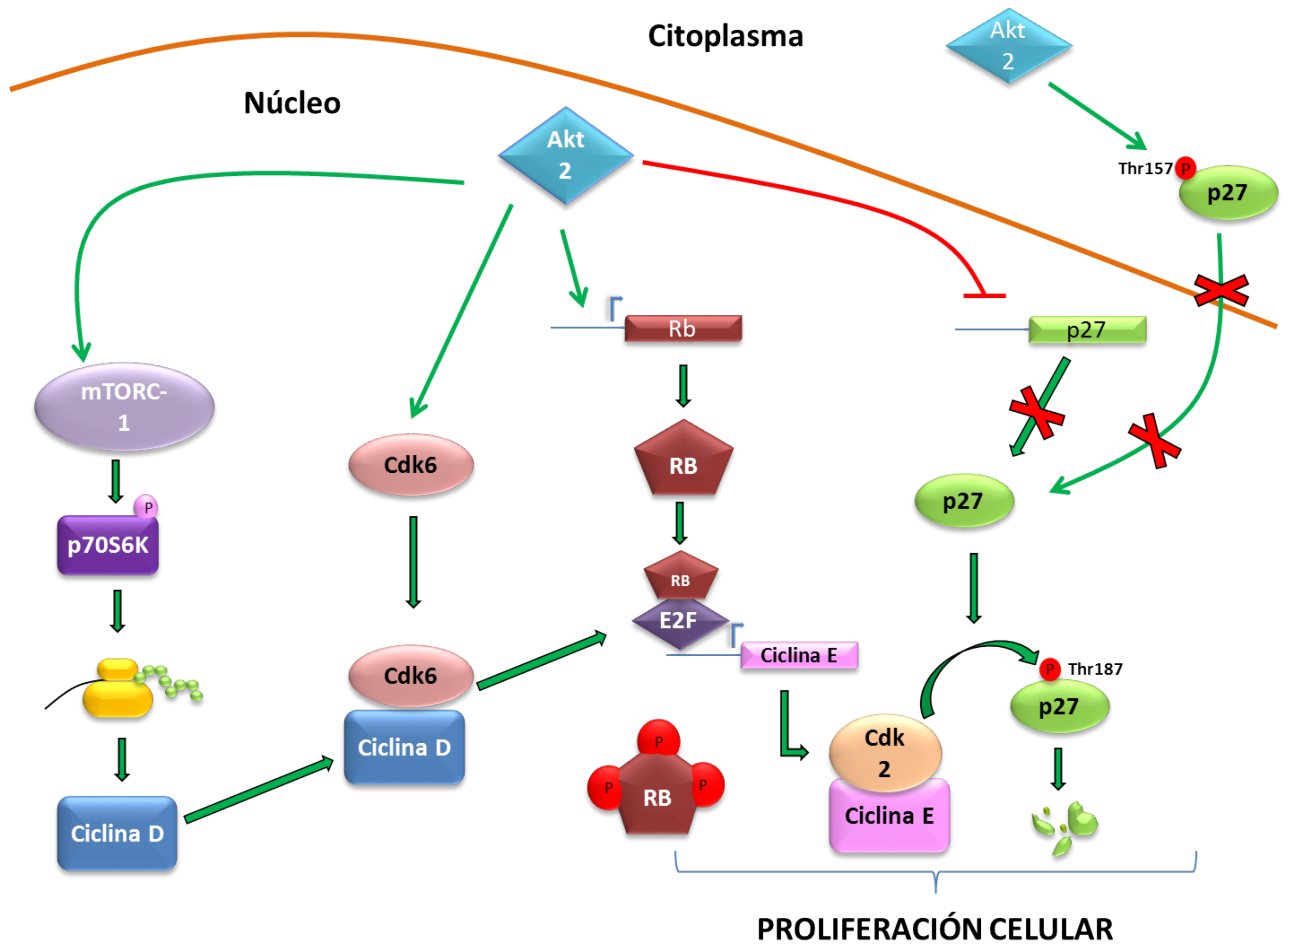 Citoplasma
Akt
2
Núcleo
Akt
2
Thr157
P
p27
Rb
p27
mTORC-
1
Cdk6
RB
p27
P
p70S6K
RB
E2F
Ciclina E
Cdk6
Ciclina D
P
Thr187
p27
P
P
P
RB
Cdk
2
Ciclina E
Ciclina D
PROLIFERACIÓN CELULAR